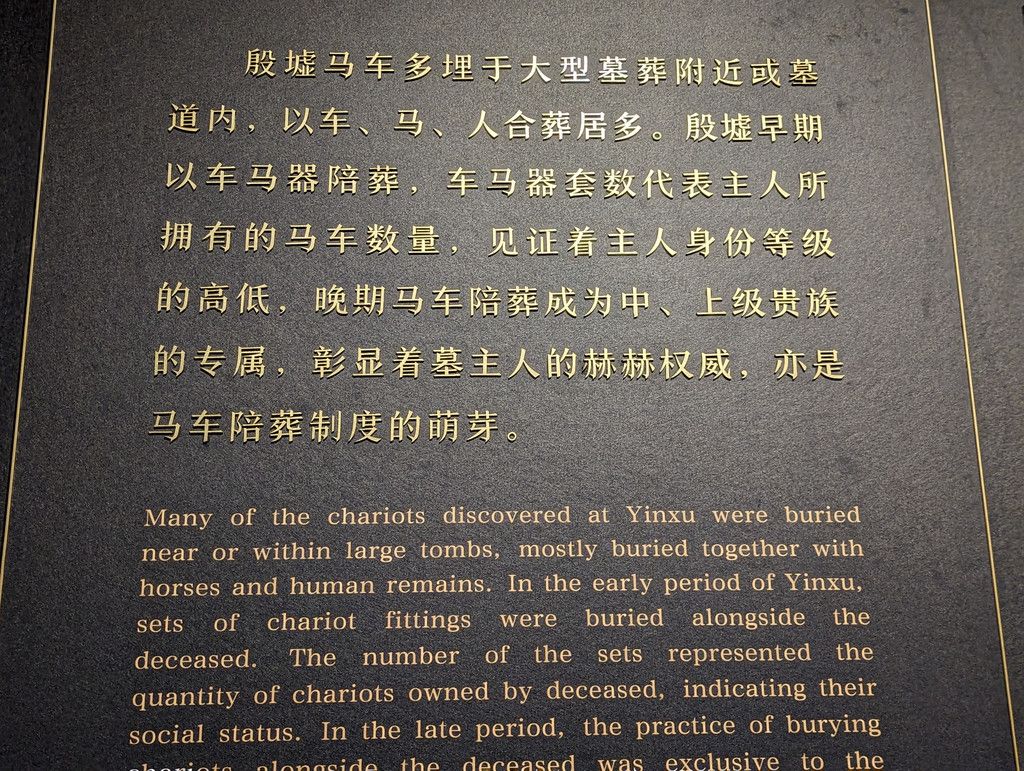 殷墟马车多埋于大型墓葬附近或墓
道内，以车、马、人合葬居多。殷墟早期
以车马器陪葬，车马器套数代表主人所
拥有的马车数量，见证着主人身份等级
的高低，晚期马车陪葬成为中、上级贵族
的专属，彰显着墓主人的赫赫权威，亦是
马车陪葬制度的萌芽。
Many of the chariots discovered at Yinxu were buried
near or within large tombs, mostly buried together with
horses and human remains. In the early period of Yinxu,
sets of chariot fittings were buried alongside the
deceased. The number of the sets represented the
quantity of chariots owned by deceased, indicating their
social status. In the late period, the practice of burying
chariots alongside the deceased was exclusive to the